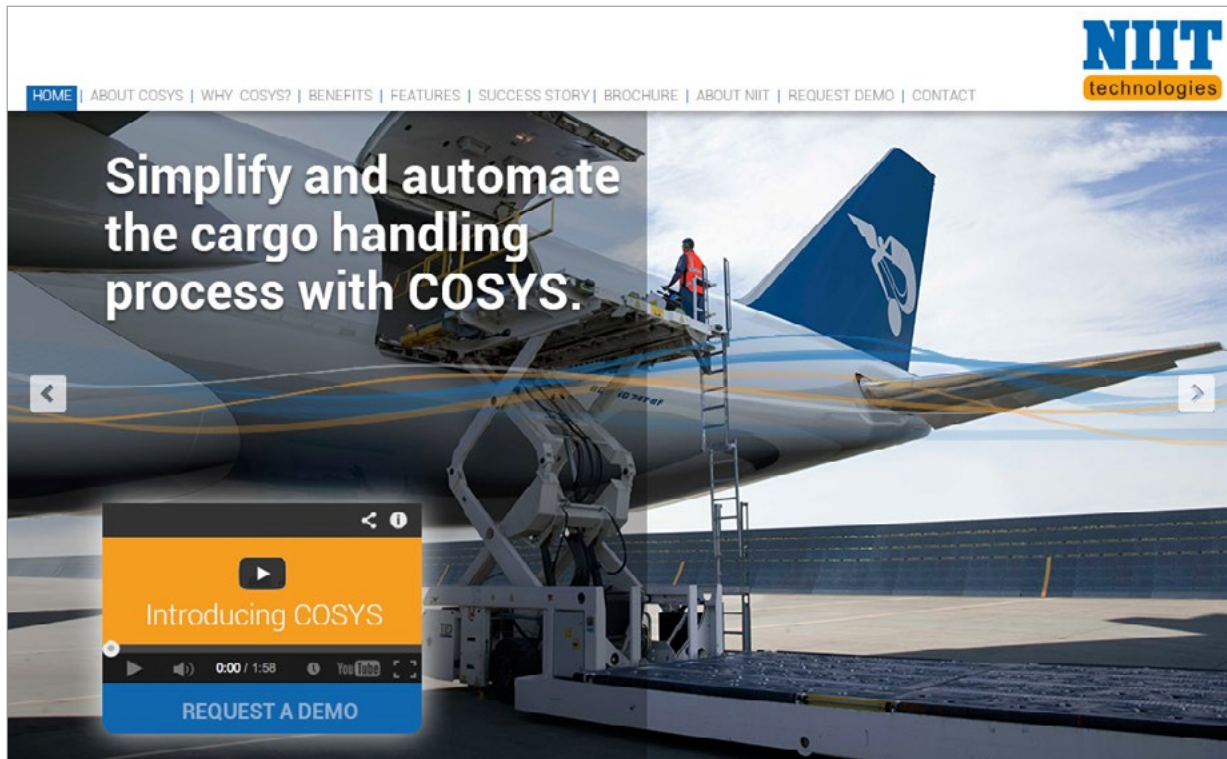 NIIT
technologies
HOME | ABOUT COSYS | WHY COSYS? | BENEFITS | FEATURES | SUCCESS STORY | BROCHURE | ABOUT NIIT | REQUEST DEMO | CONTACT
Simplify and automate
the cargo handling
process with COSYS.
Introducing COSYS
0:00 / 1:58 YouTube
REQUEST A DEMO